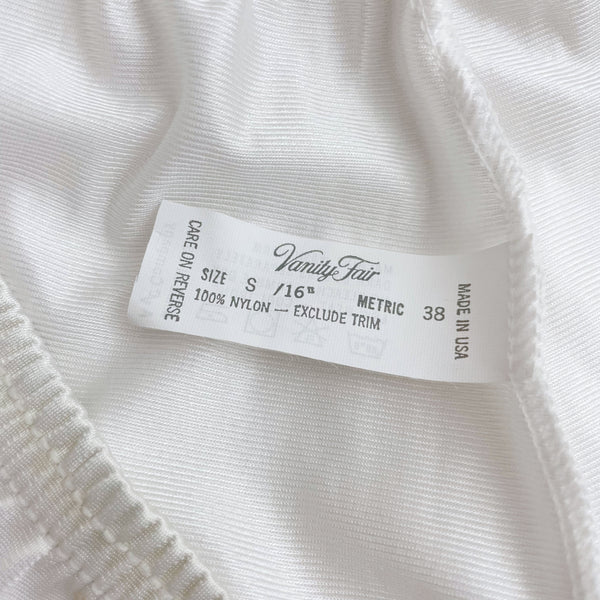 CARE ON REVERSE
Vanity Fair
SIZE S /16" METRIC 38
100% NYLON — EXCLUDE TRIM
MADE IN USA